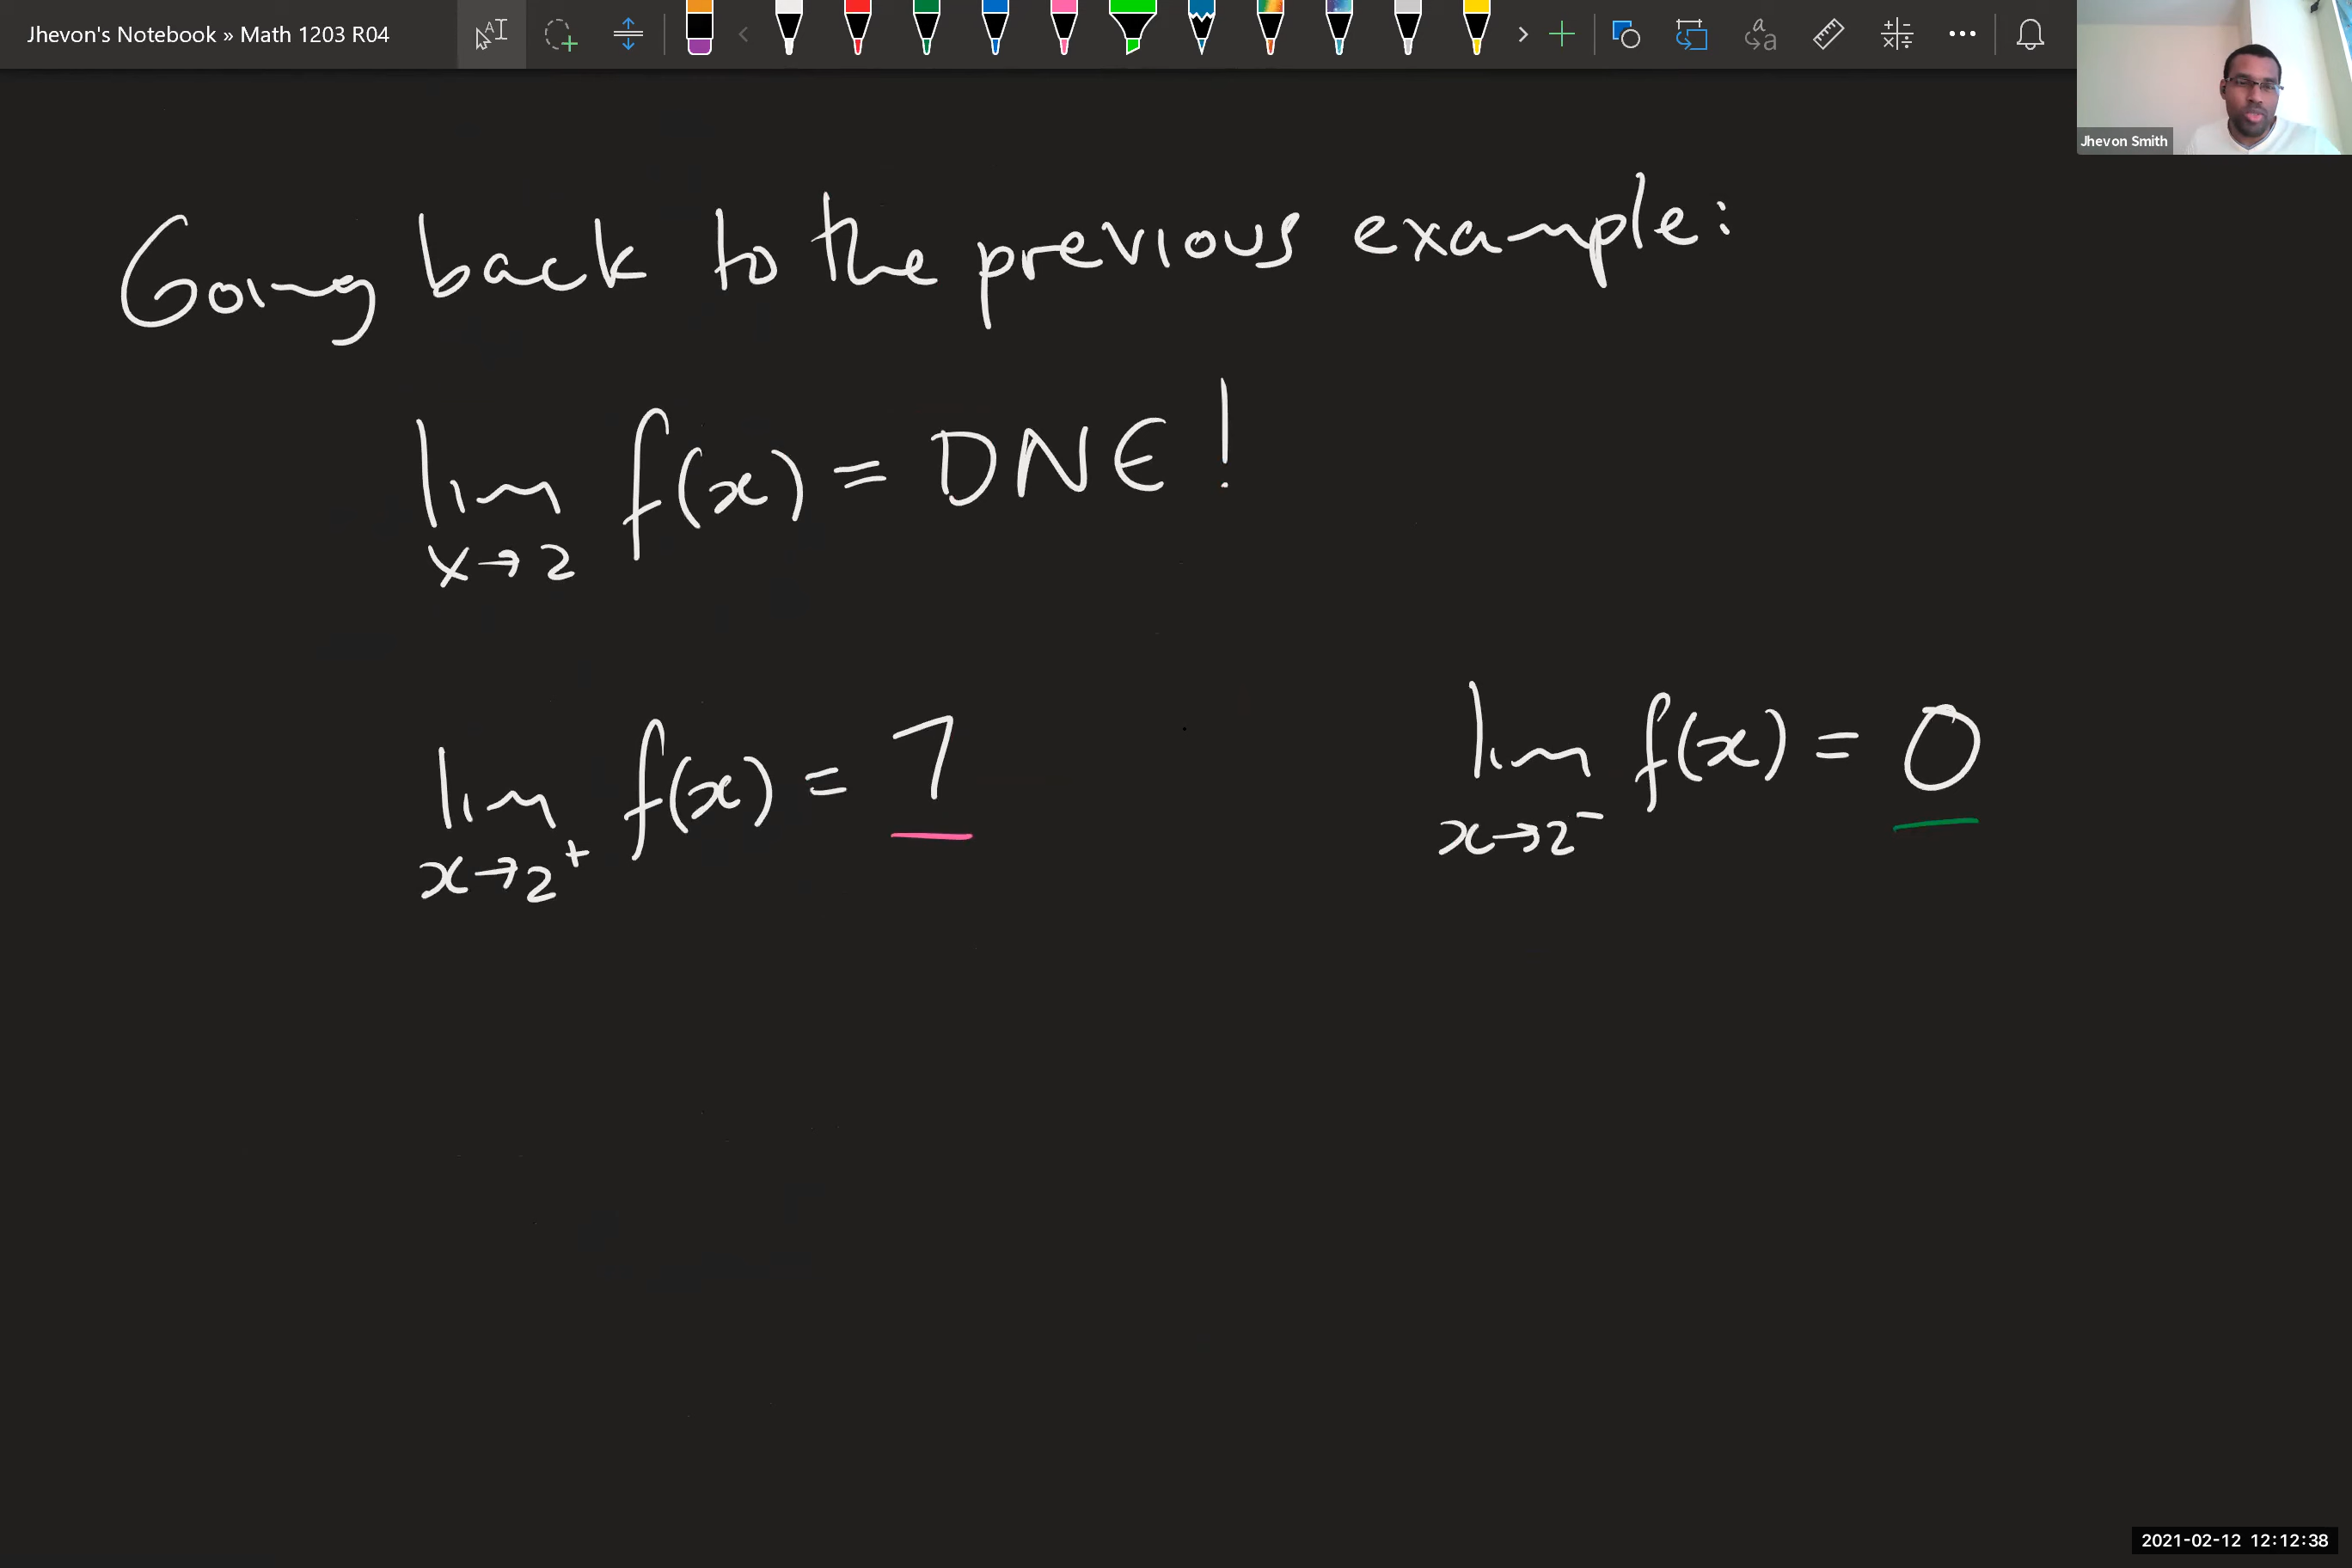 Jhevon's Notebook » Math 1203 R04
Jhevon Smith
Going back to the previous example:
lim f(x) = DNE!
x→2
lim f(x) = 7
x→2⁺
lim f(x) = 0
x→2⁻
2021-02-12 12:12:38